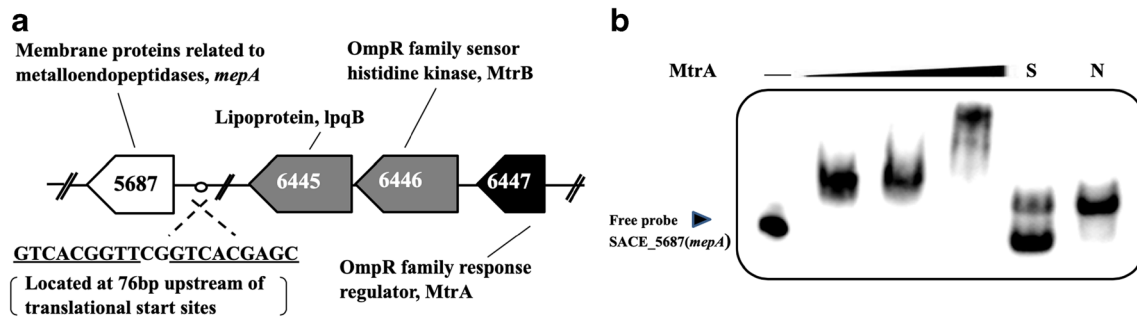 a
Membrane proteins related to
metalloendopeptidases, mepA
OmpR family sensor
histidine kinase, MtrB
Lipoprotein, lpqB
5687
6445
6446
6447
GTCACGGTTCGGTCACGAGC
Located at 76bp upstream of
translational start sites
OmpR family response
regulator, MtrA
b
MtrA
—
S
N
Free probe
SACE_5687(mepA)